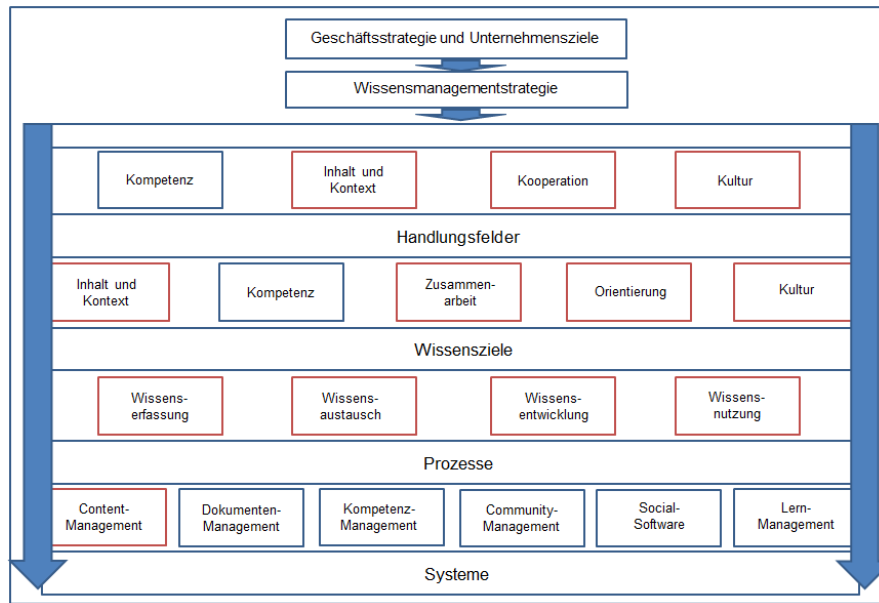 Geschäftsstrategie und Unternehmensziele
Wissensmanagementstrategie
Kompetenz
Inhalt und
Kontext
Kooperation
Kultur
Handlungsfelder
Inhalt und
Kontext
Kompetenz
Zusammen-
arbeit
Orientierung
Kultur
Wissensziele
Wissens-
erfassung
Wissens-
austausch
Wissens-
entwicklung
Wissens-
nutzung
Prozesse
Content-
Management
Dokumenten-
Management
Kompetenz-
Management
Community-
Management
Social-
Software
Lern-
Management
Systeme